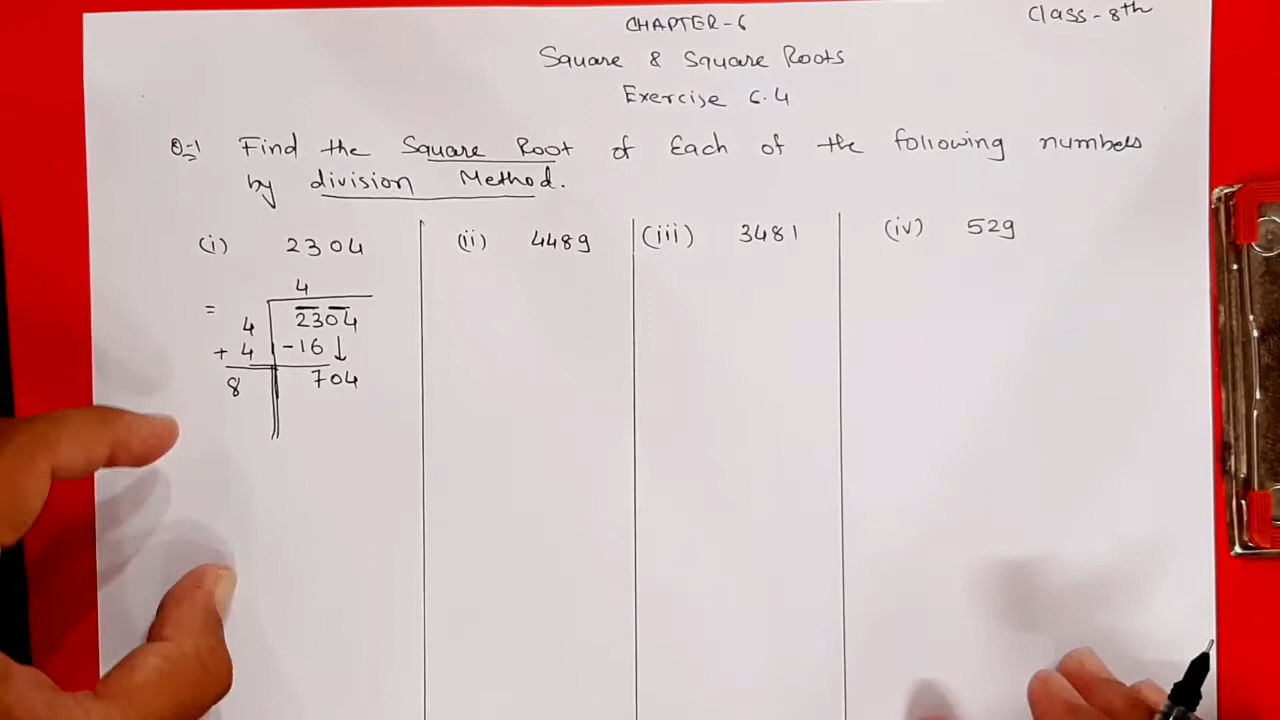 CHAPTER-6
Class-8th
Square & Square Roots
Exercise 6.4
Q-1 Find the Square Root of Each of the following numbers
by division Method.
(i) 2304
(ii) 4489
(iii) 3481
(iv) 529
4
= 4 2304
+ 4 -16 ↓
8 704